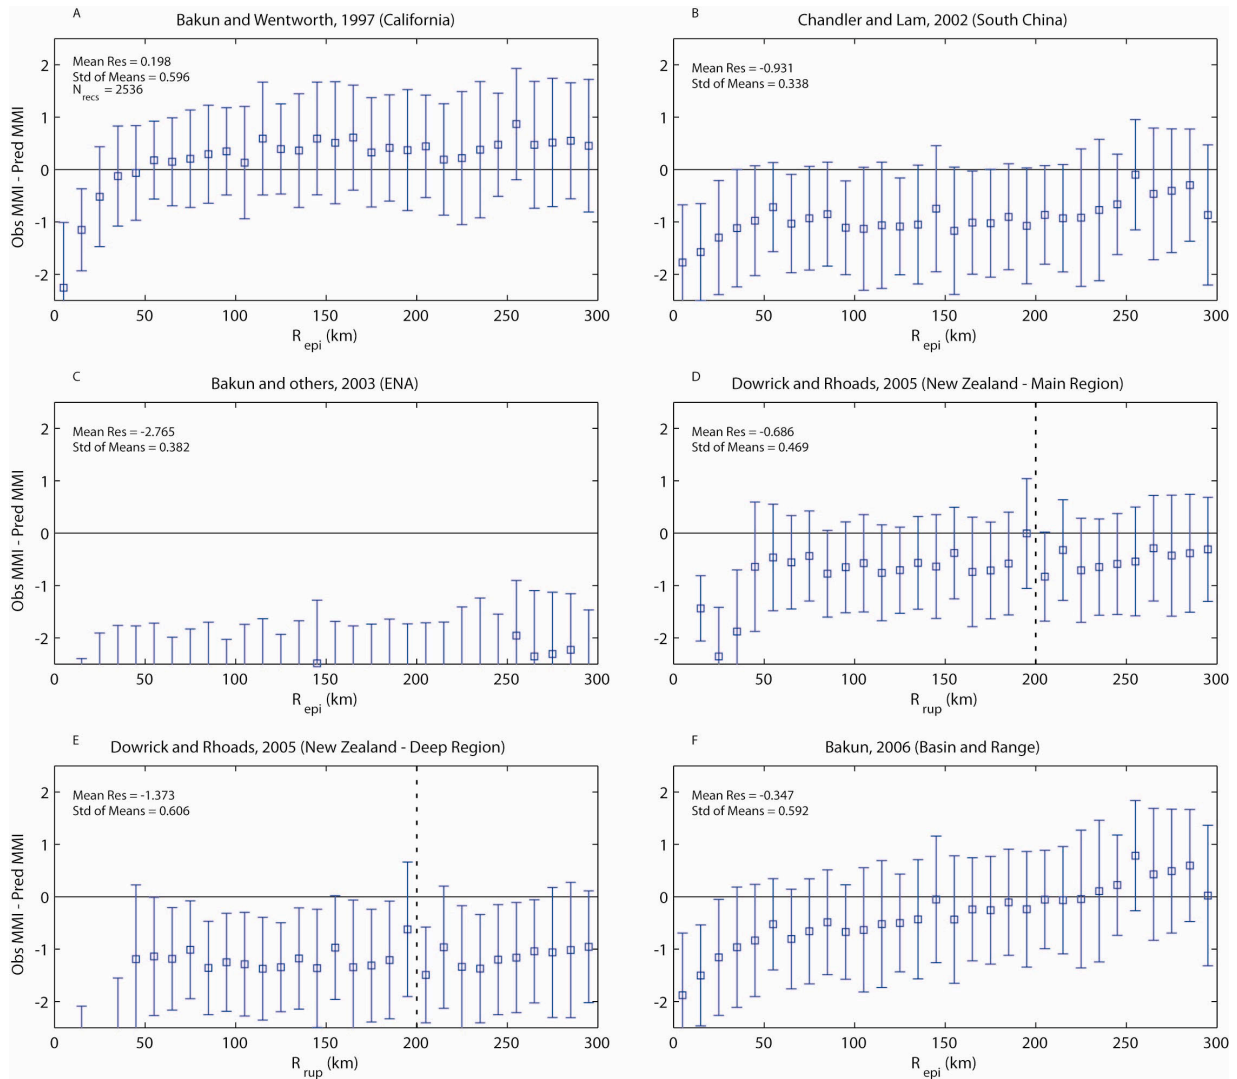 A
Bakun and Wentworth, 1997 (California)
Mean Res = 0.198
Std of Means = 0.596
N recs = 2536
Obs MMI - Pred MMI
2
1
0
-1
-2
0 50 100 150 200 250 300
R epi (km)
B
Chandler and Lam, 2002 (South China)
Mean Res = -0.931
Std of Means = 0.338
2
1
0
-1
-2
0 50 100 150 200 250 300
R epi (km)
C
Bakun and others, 2003 (ENA)
Mean Res = -2.765
Std of Means = 0.382
Obs MMI - Pred MMI
2
1
0
-1
-2
0 50 100 150 200 250 300
R epi (km)
D
Dowrick and Rhoads, 2005 (New Zealand - Main Region)
Mean Res = -0.686
Std of Means = 0.469
2
1
0
-1
-2
0 50 100 150 200 250 300
R rup (km)
E
Dowrick and Rhoads, 2005 (New Zealand - Deep Region)
Mean Res = -1.373
Std of Means = 0.606
Obs MMI - Pred MMI
2
1
0
-1
-2
0 50 100 150 200 250 300
R rup (km)
F
Bakun, 2006 (Basin and Range)
Mean Res = -0.347
Std of Means = 0.592
2
1
0
-1
-2
0 50 100 150 200 250 300
R epi (km)